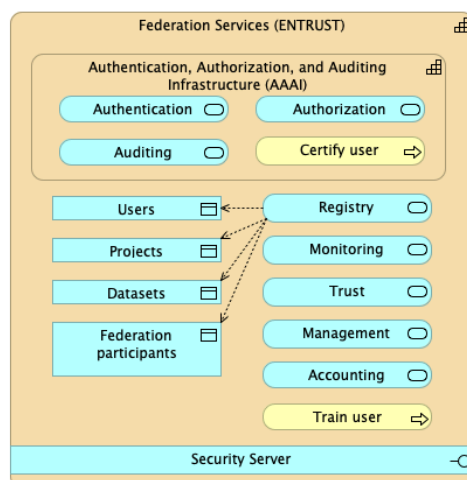 Federation Services (ENTRUST)
Authentication, Authorization, and Auditing
Infrastructure (AAAI)
Authentication
Authorization
Auditing
Certify user
Users
Registry
Projects
Monitoring
Datasets
Trust
Federation
participants
Management
Accounting
Train user
Security Server